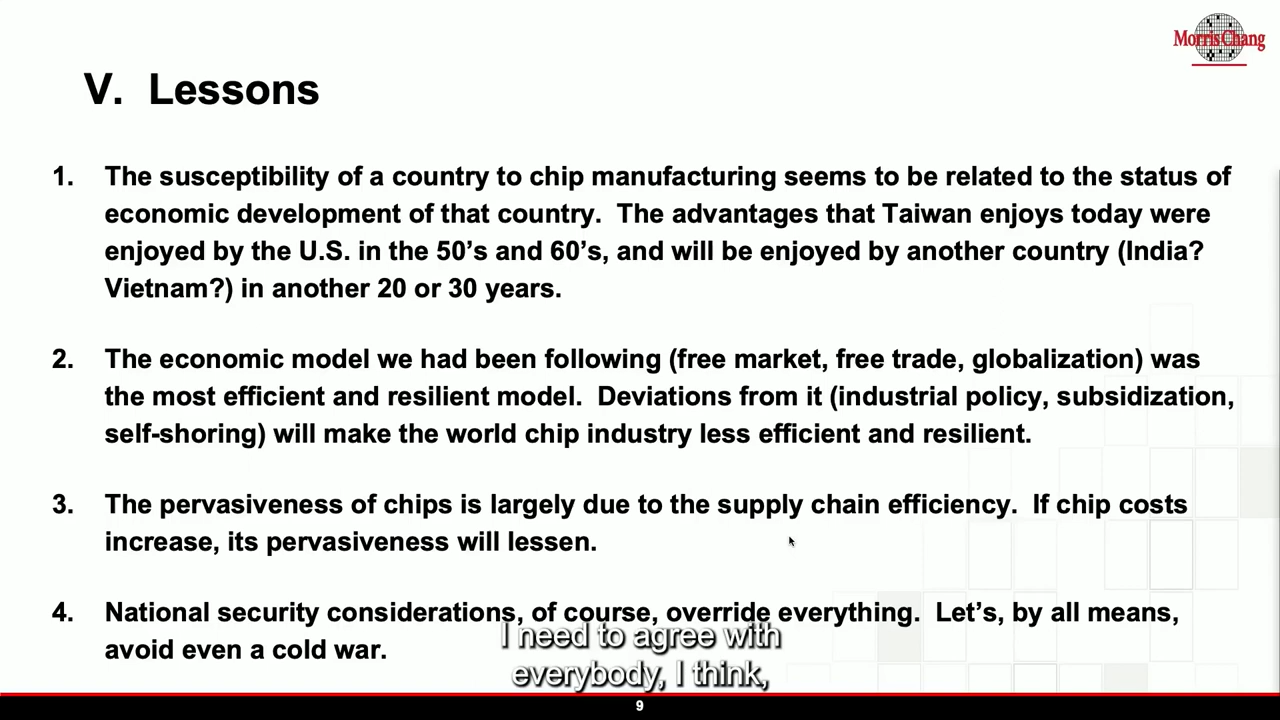 Morris Chang
V. Lessons
1. The susceptibility of a country to chip manufacturing seems to be related to the status of
economic development of that country. The advantages that Taiwan enjoys today were
enjoyed by the U.S. in the 50's and 60's, and will be enjoyed by another country (India?
Vietnam?) in another 20 or 30 years.
2. The economic model we had been following (free market, free trade, globalization) was
the most efficient and resilient model. Deviations from it (industrial policy, subsidization,
self-shoring) will make the world chip industry less efficient and resilient.
3. The pervasiveness of chips is largely due to the supply chain efficiency. If chip costs
increase, its pervasiveness will lessen.
4. National security considerations, of course, override everything. Let's, by all means,
avoid even a cold war.
I need to agree with
everybody, I think,
9